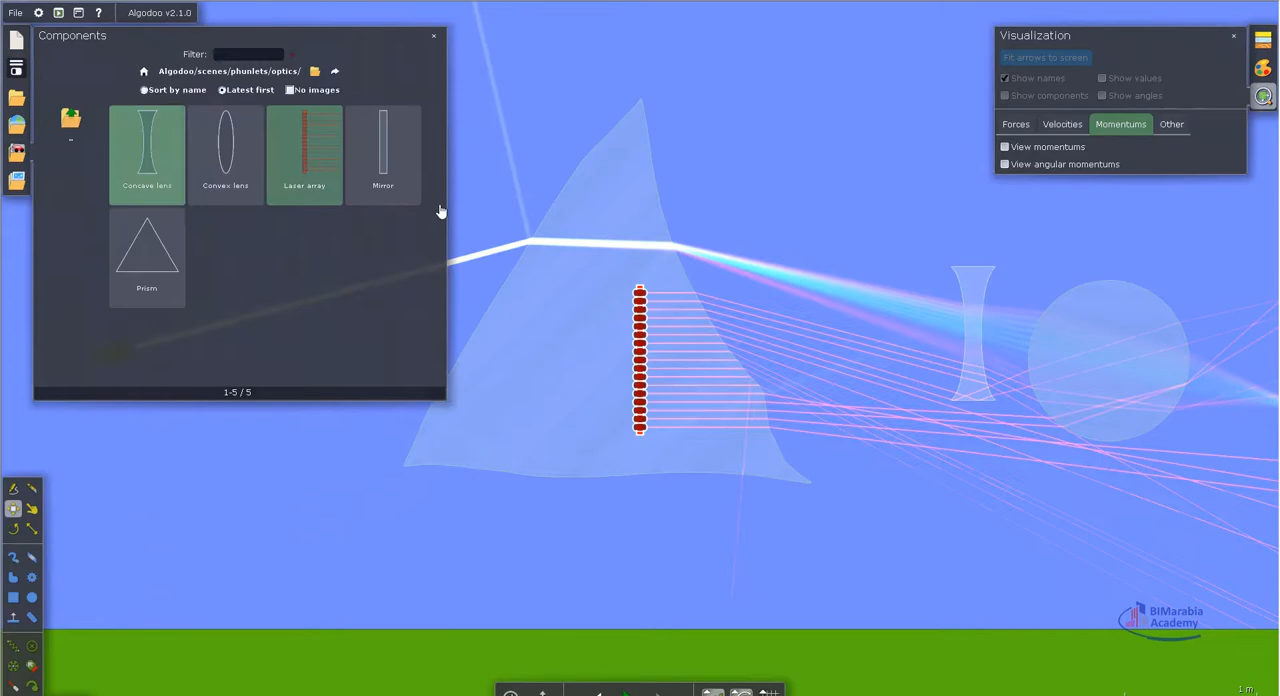 File
?
Algodoo v2.1.0
Components
Filter:
Algodoo/scenes/phunlets/optics/
Sort by name
Latest first
No images
..
Concave lens
Convex lens
Laser array
Mirror
Prism
1-5 / 5
Visualization
Fit arrows to screen
Show names
Show values
Show components
Show angles
Forces
Velocities
Momentums
Other
View momentums
View angular momentums
BIMarabia
Academy
1 m